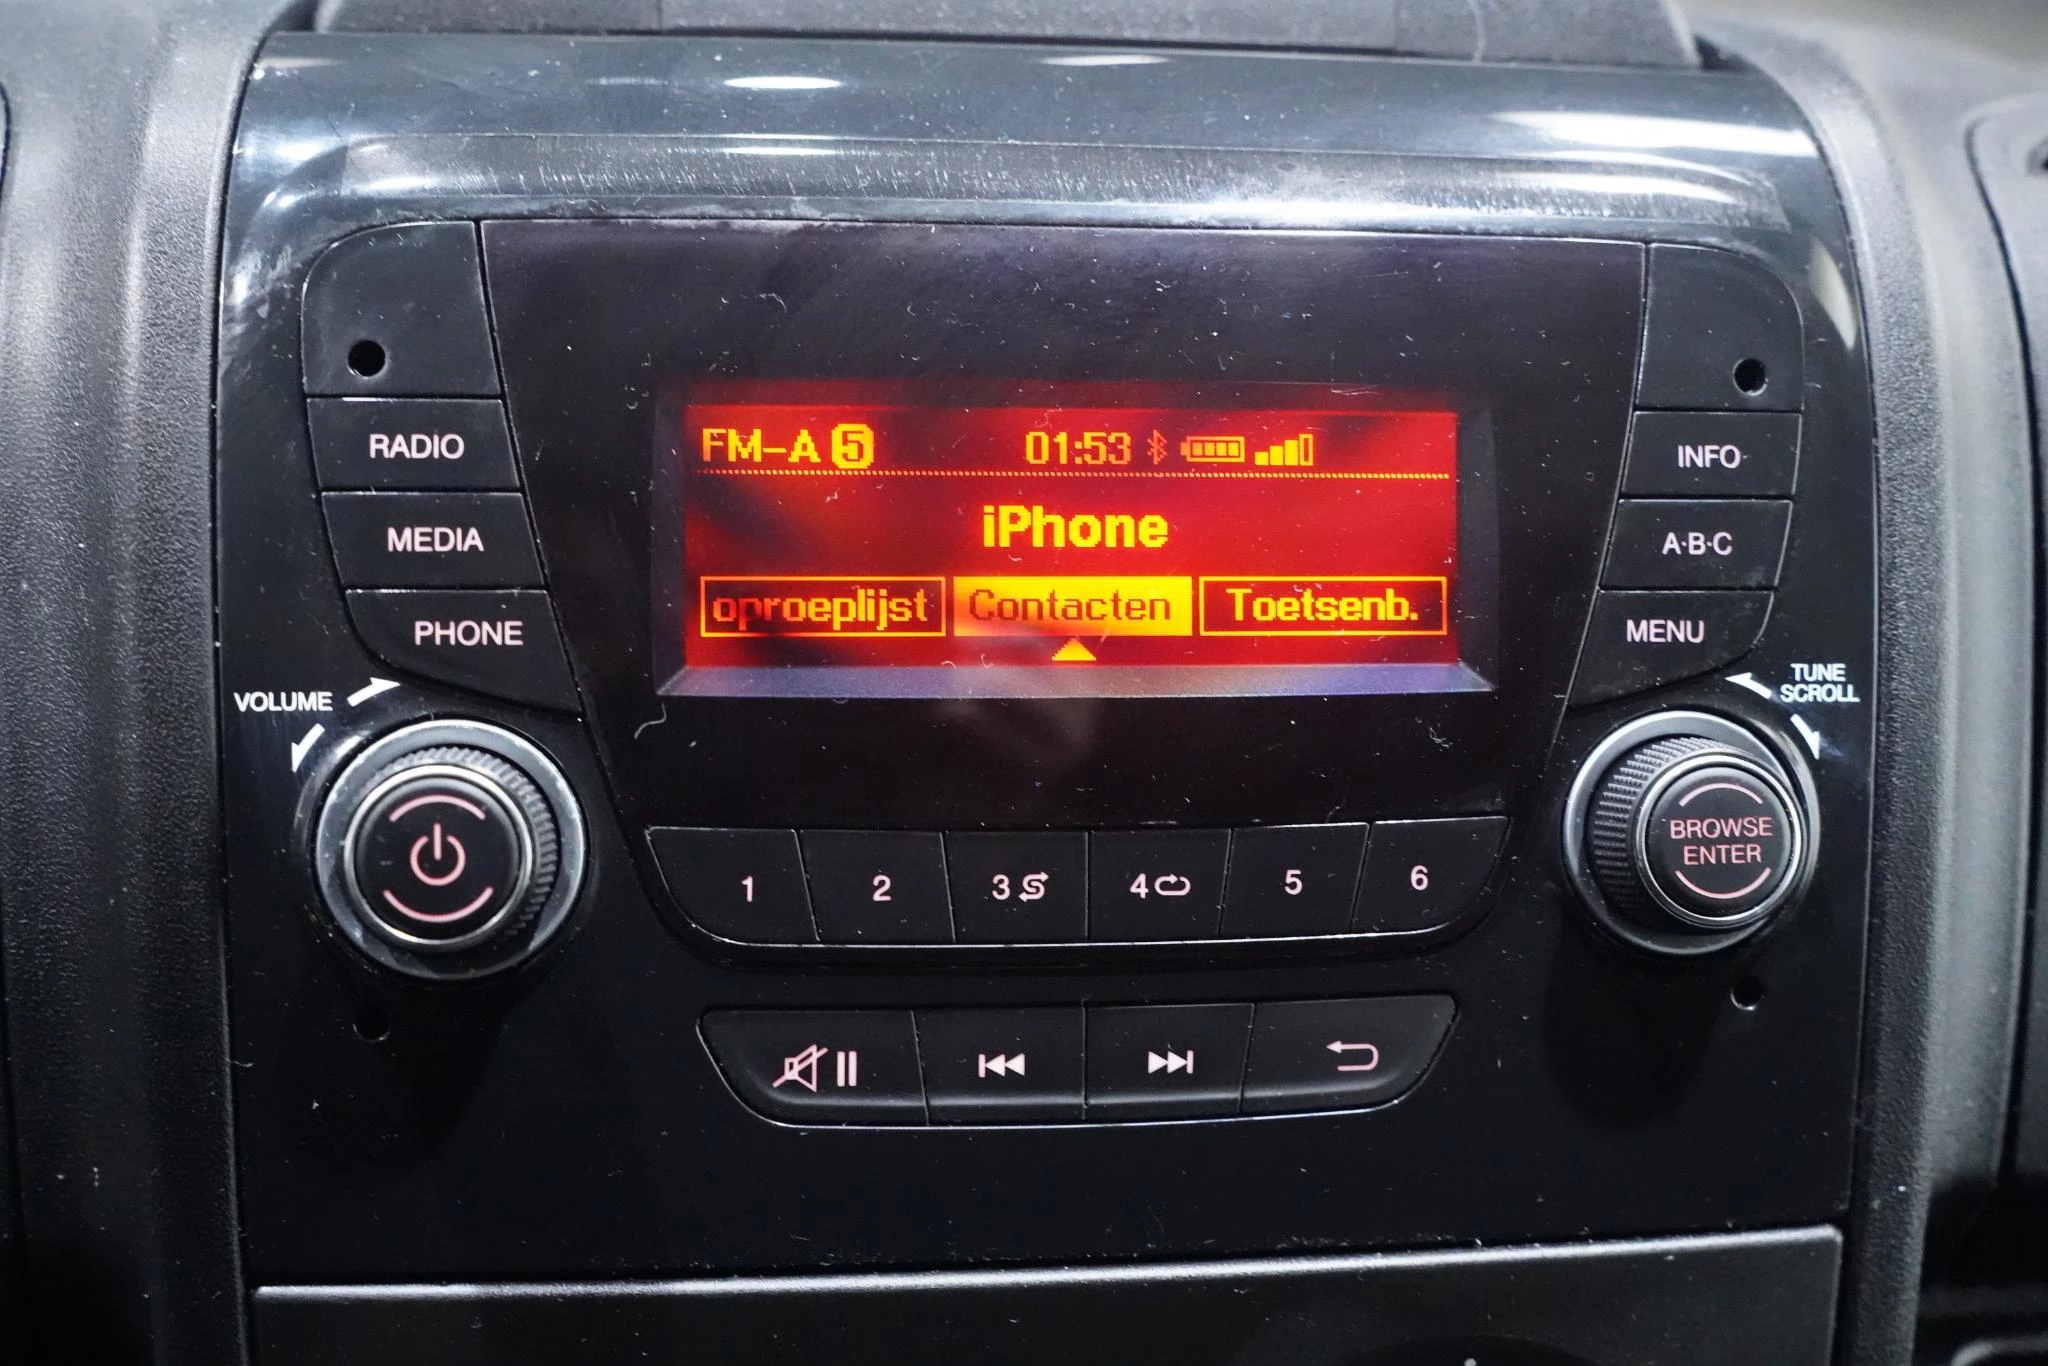 FM-A 5 01:53
iPhone
oproeplijst Contacten Toetsenb.
RADIO
MEDIA
PHONE
VOLUME
INFO
A·B·C
MENU
TUNE
SCROLL
BROWSE
ENTER
1 2 3 4 5 6